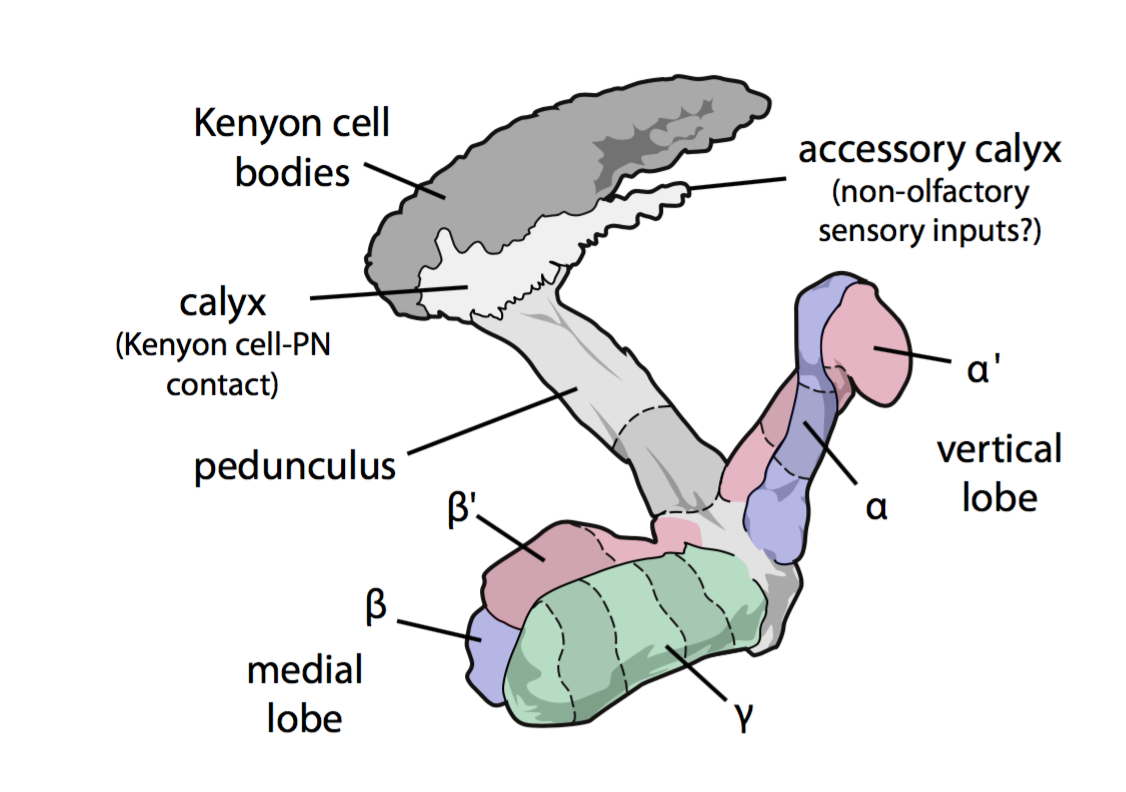 Kenyon cell
bodies
accessory calyx
(non-olfactory
sensory inputs?)
calyx
(Kenyon cell-PN
contact)
α'
pedunculus
vertical
lobe
α
β'
β
medial
lobe
γ